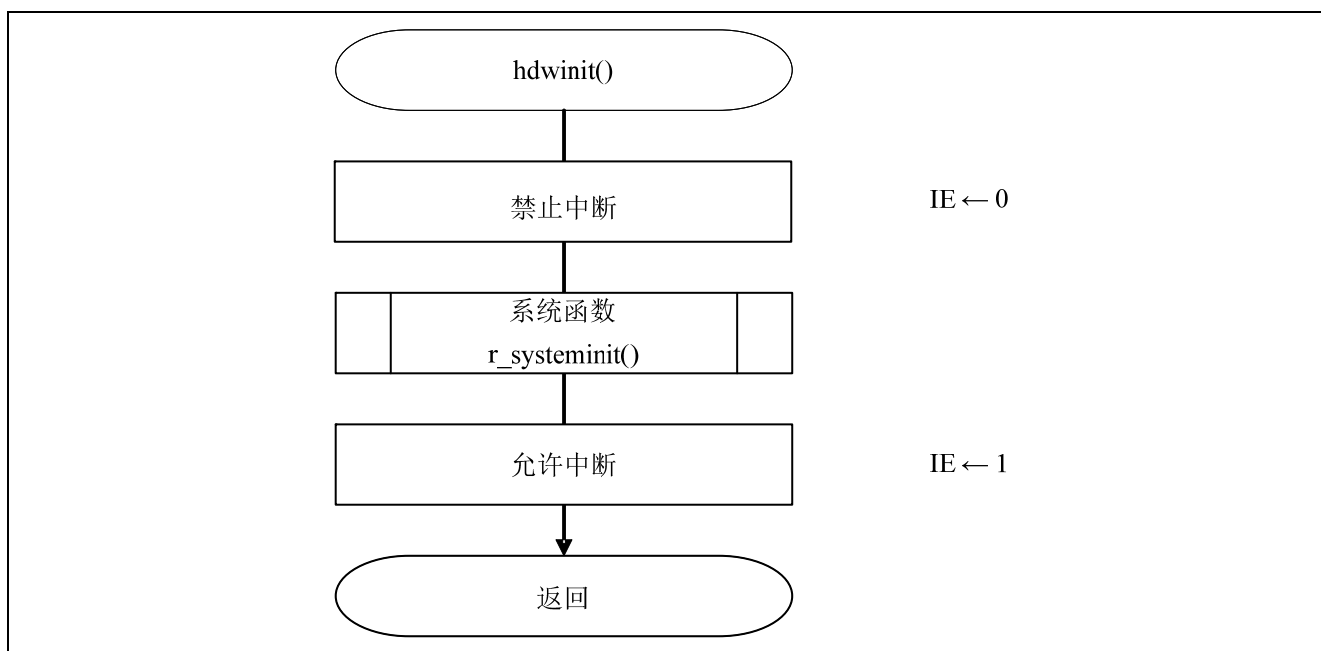 hdwinit()
禁止中断
IE ← 0
系统函数
r_systeminit()
允许中断
IE ← 1
返回